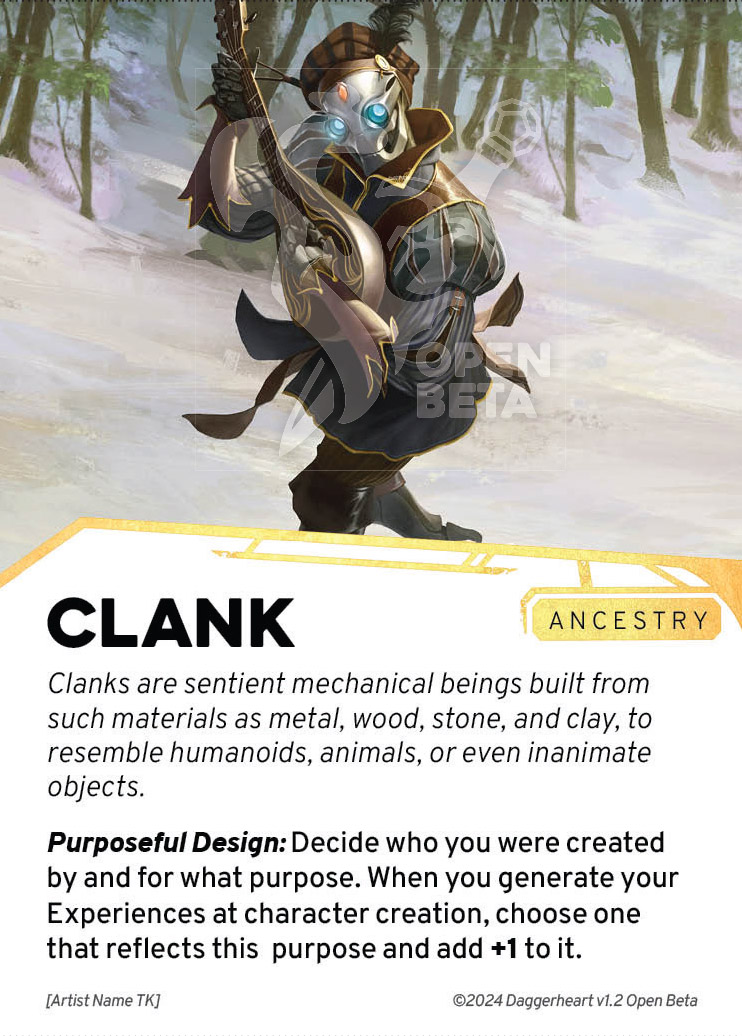 OPEN
BETA
CLANK
ANCESTRY
Clanks are sentient mechanical beings built from
such materials as metal, wood, stone, and clay, to
resemble humanoids, animals, or even inanimate
objects.
Purposeful Design: Decide who you were created
by and for what purpose. When you generate your
Experiences at character creation, choose one
that reflects this  purpose and add +1 to it.
[Artist Name TK]
©2024 Daggerheart v1.2 Open Beta